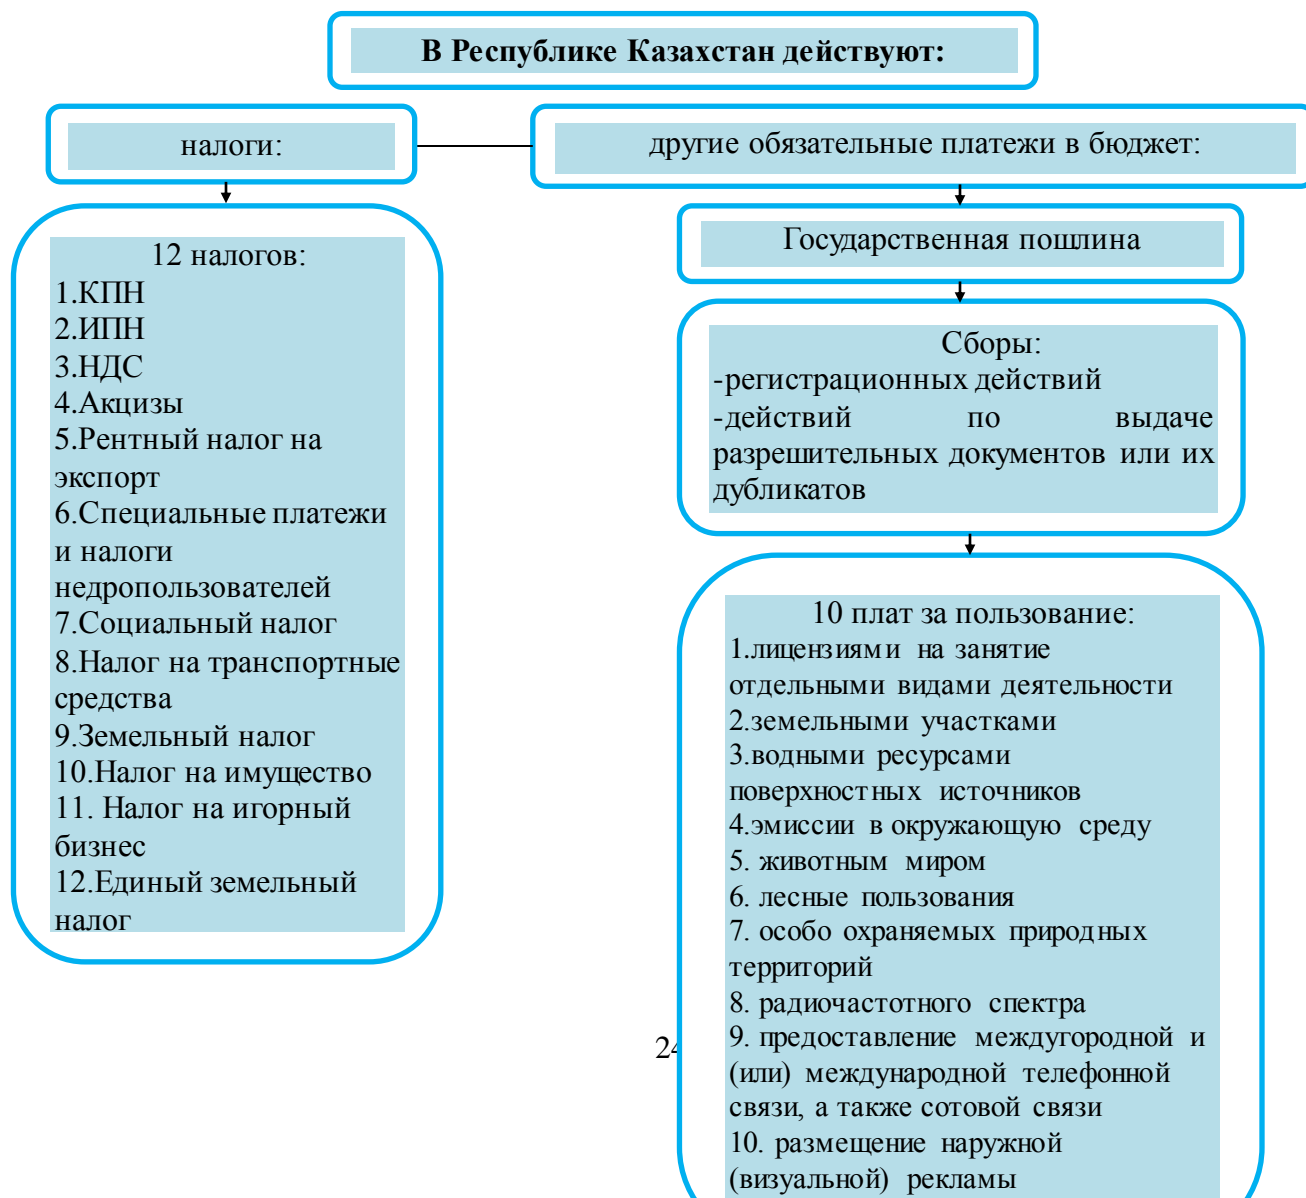 В Республике Казахстан действуют:
налоги:
другие обязательные платежи в бюджет:
12 налогов:
1.КПН
2.ИПН
3.НДС
4.Акцизы
5.Рентный налог на
экспорт
6.Специальные платежи
и налоги
недропользователей
7.Социальный налог
8.Налог на транспортные
средства
9.Земельный налог
10.Налог на имущество
11. Налог на игорный
бизнес
12.Единый земельный
налог
Государственная пошлина
Сборы:
-регистрационных действий
-действий по выдаче
разрешительных документов или их
дубликатов
10 плат за пользование:
1.лицензиями на занятие
отдельными видами деятельности
2.земельными участками
3.водными ресурсами
поверхностных источников
4.эмиссии в окружающую среду
5. животным миром
6. лесные пользования
7. особо охраняемых природных
территорий
8. радиочастотного спектра
9. предоставление междугородной и
(или) международной телефонной
связи, а также сотовой связи
10. размещение наружной
(визуальной) рекламы
24